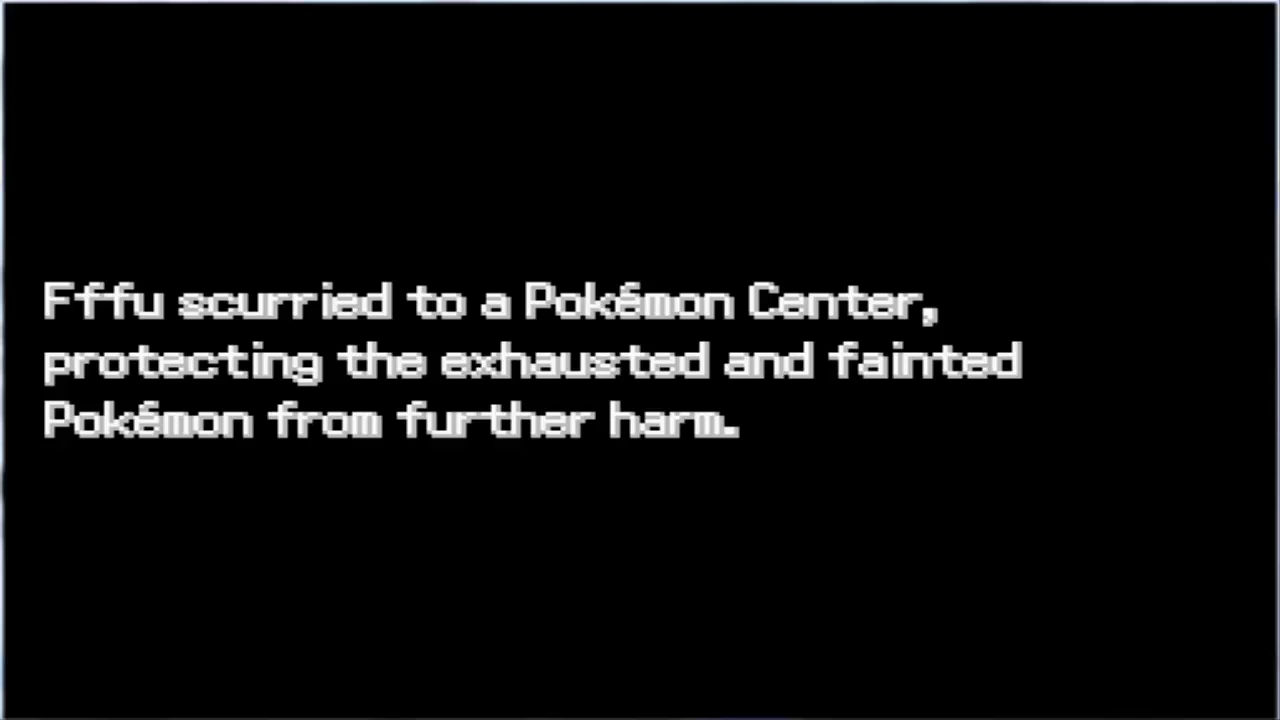 Fffu scurried to a Pokémon Center,
protecting the exhausted and fainted
Pokémon from further harm.